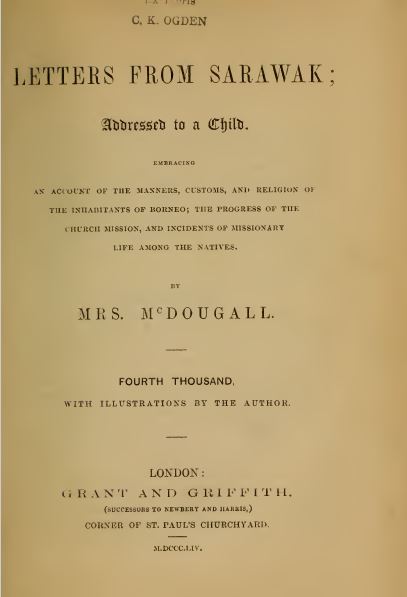 C. K. OGDEN
LETTERS FROM SARAWAK;
Addressed to a Child.
EMBRACING
AN ACCOUNT OF THE MANNERS, CUSTOMS, AND RELIGION OF
THE INHABITANTS OF BORNEO; THE PROGRESS OF THE
CHURCH MISSION, AND INCIDENTS OF MISSIONARY
LIFE AMONG THE NATIVES.
BY
MRS. McDOUGALL.
FOURTH THOUSAND,
WITH ILLUSTRATIONS BY THE AUTHOR.
LONDON:
GRANT AND GRIFFITH,
(SUCCESSORS TO NEWBERY AND HARRIS,)
CORNER OF ST. PAUL'S CHURCHYARD.
M.DCCC.LIV.